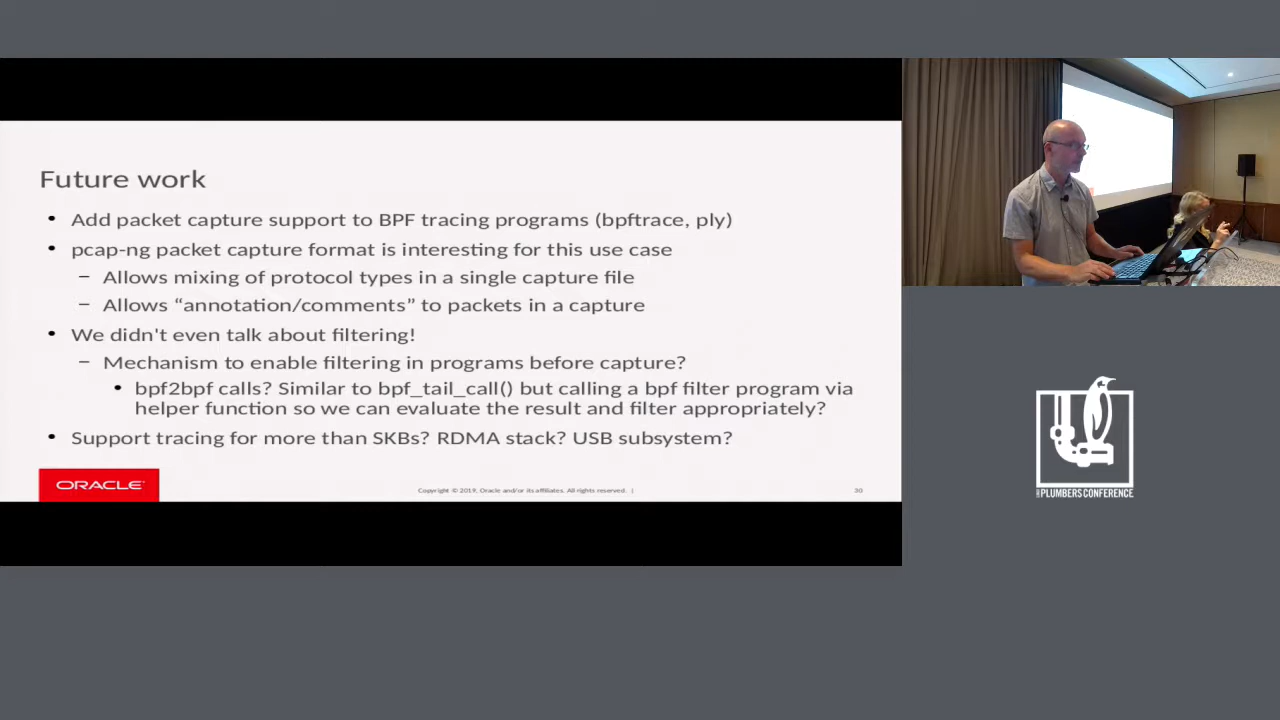 Future work
• Add packet capture support to BPF tracing programs (bpftrace, ply)
• pcap-ng packet capture format is interesting for this use case
– Allows mixing of protocol types in a single capture file
– Allows “annotation/comments” to packets in a capture
• We didn't even talk about filtering!
– Mechanism to enable filtering in programs before capture?
• bpf2bpf calls? Similar to bpf_tail_call() but calling a bpf filter program via
helper function so we can evaluate the result and filter appropriately?
• Support tracing for more than SKBs? RDMA stack? USB subsystem?
ORACLE
Copyright © 2019, Oracle and/or its affiliates. All rights reserved. |
30
PLUMBERS CONFERENCE